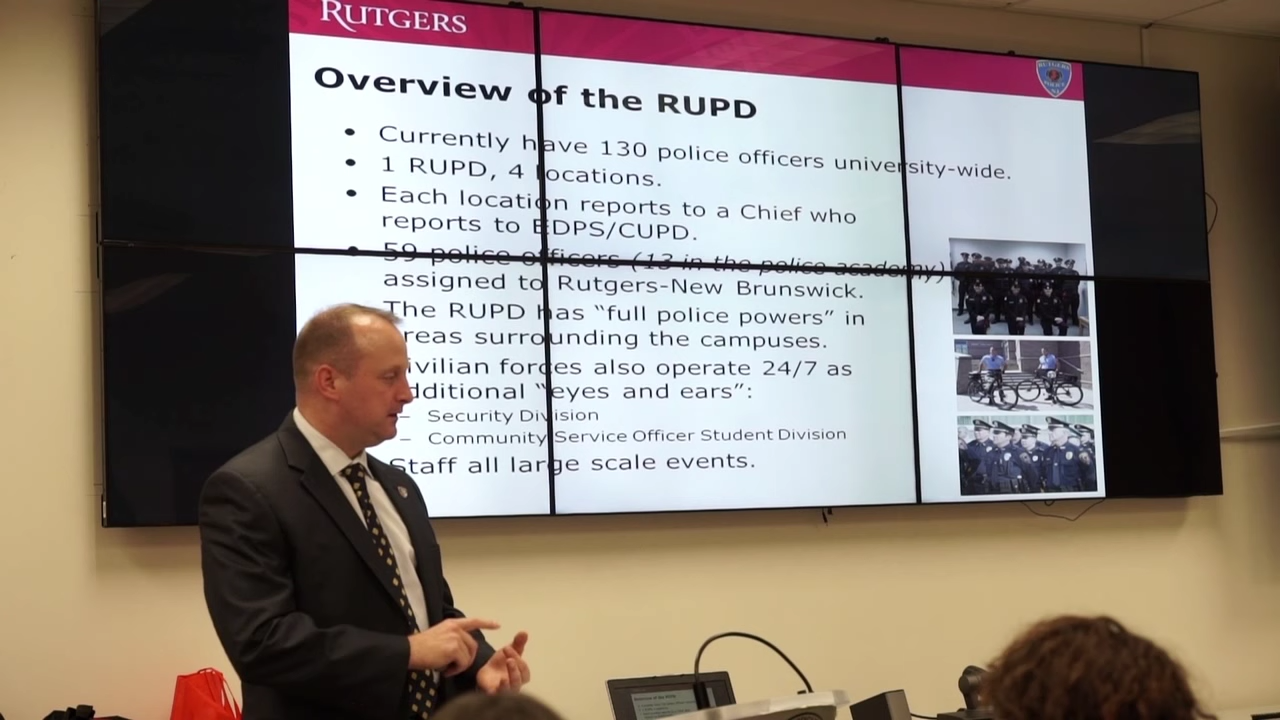 RUTGERS
Overview of the RUPD
• Currently have 130 police officers university-wide.
• 1 RUPD, 4 locations.
• Each location reports to a Chief who
reports to EDPS/CUPD.
• 59 police officers (13 in the police academy)
assigned to Rutgers-New Brunswick.
The RUPD has “full police powers” in
reas surrounding the campuses.
ivilian forces also operate 24/7 as
dditional “eyes and ears”:
– Security Division
– Community Service Officer Student Division
Staff all large scale events.